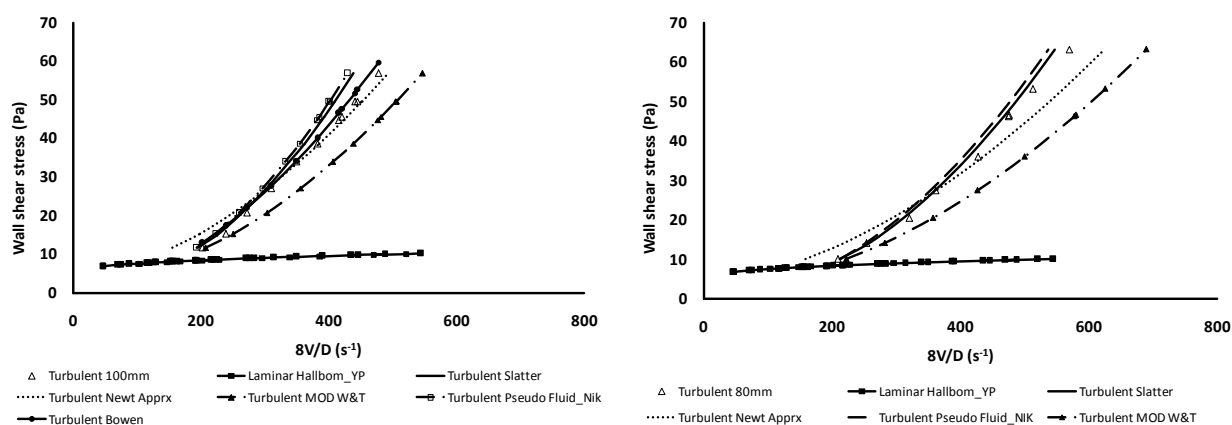 70
60
50
40
30
20
10
0
Wall shear stress (Pa)
0 200 400 600 800
8V/D (s⁻¹)
Turbulent 100mm Laminar Hallbom_YP Turbulent Slatter
Turbulent Newt Apprx Turbulent MOD W&T Turbulent Pseudo Fluid_Nik
Turbulent Bowen
70
60
50
40
30
20
10
0
Wall shear stress (Pa)
0 200 400 600 800
8V/D (s⁻¹)
Turbulent 80mm Laminar Hallbom_YP Turbulent Slatter
Turbulent Newt Apprx Turbulent Pseudo Fluid_NIK Turbulent MOD W&T